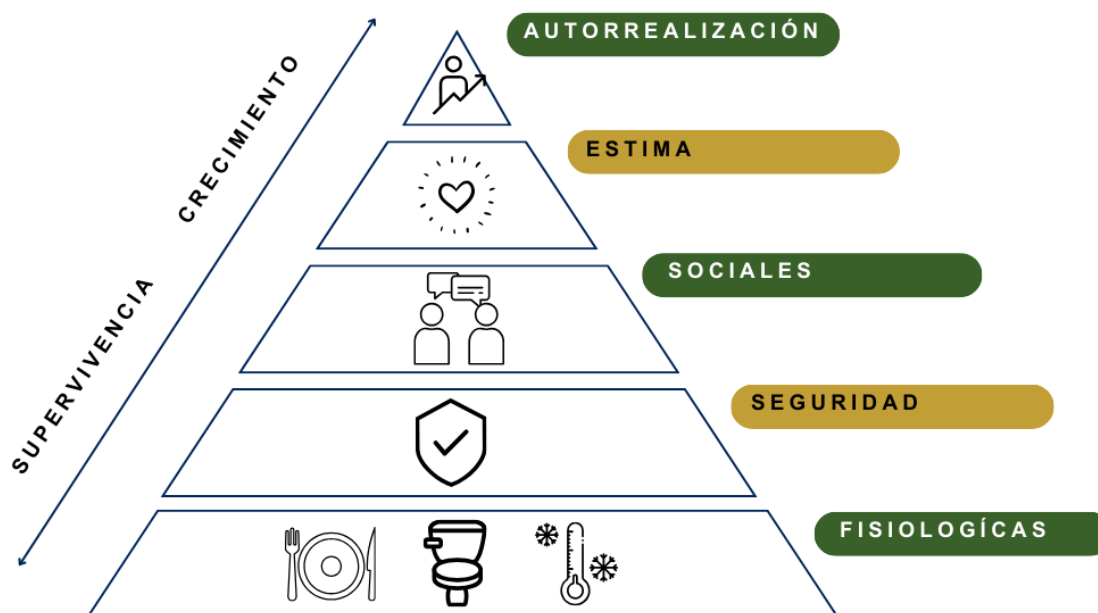 AUTORREALIZACIÓN
CRECIMIENTO
ESTIMA
SOCIALES
SUPERVIVENCIA
SEGURIDAD
FISIOLOGÍCAS